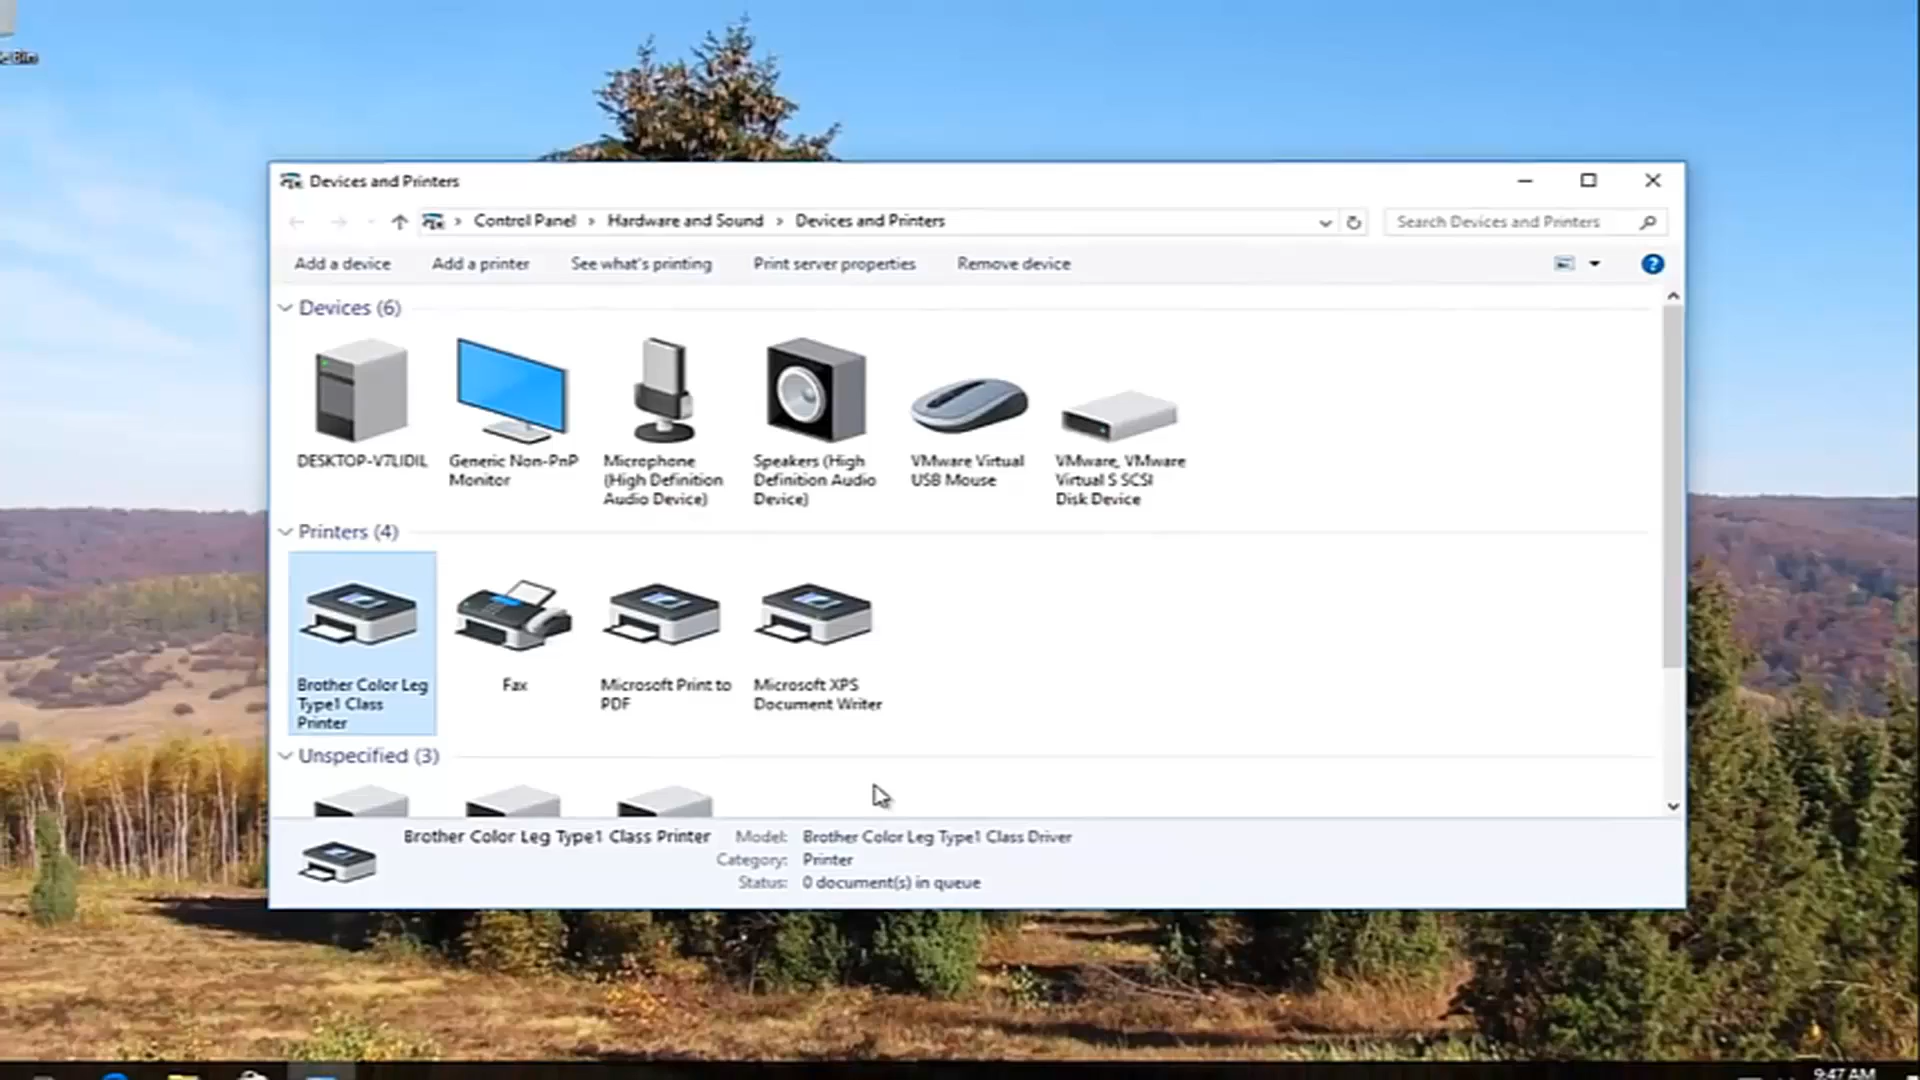 Bin
Devices and Printers
Control Panel > Hardware and Sound > Devices and Printers
Search Devices and Printers
Add a device
Add a printer
See what's printing
Print server properties
Remove device
?
Devices (6)
DESKTOP-V7LIDIL
Generic Non-PnP
Monitor
Microphone
(High Definition
Audio Device)
Speakers (High
Definition Audio
Device)
VMware Virtual
USB Mouse
VMware, VMware
Virtual S SCSI
Disk Device
Printers (4)
Brother Color Leg
Type1 Class
Printer
Fax
Microsoft Print to
PDF
Microsoft XPS
Document Writer
Unspecified (3)
Brother Color Leg Type1 Class Printer
Model: Brother Color Leg Type1 Class Driver
Category: Printer
Status: 0 document(s) in queue
9:47 AM